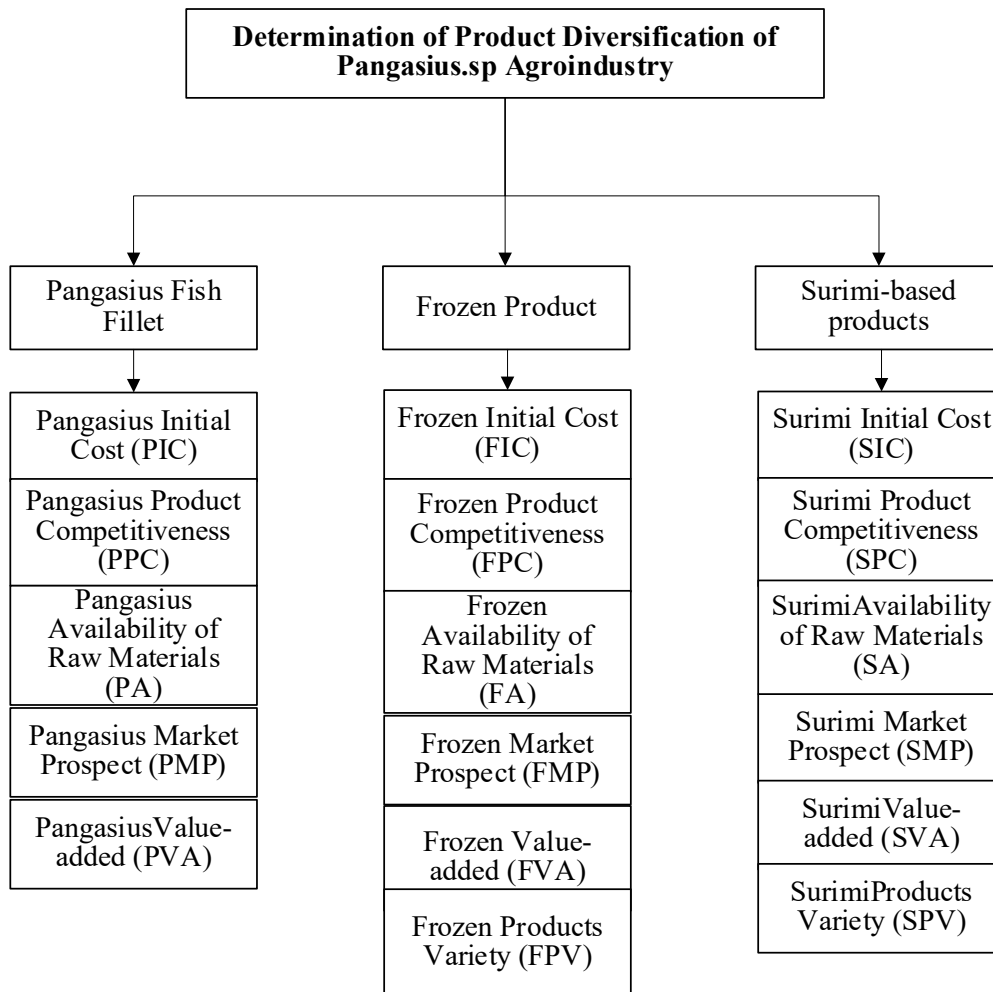 Determination of Product Diversification of
Pangasius.sp Agroindustry
Pangasius Fish
Fillet
Pangasius Initial
Cost (PIC)
Pangasius Product
Competitiveness
(PPC)
Pangasius
Availability of
Raw Materials
(PA)
Pangasius Market
Prospect (PMP)
PangasiusValue-
added (PVA)
Frozen Product
Frozen Initial Cost
(FIC)
Frozen Product
Competitiveness
(FPC)
Frozen
Availability of
Raw Materials
(FA)
Frozen Market
Prospect (FMP)
Frozen Value-
added (FVA)
Frozen Products
Variety (FPV)
Surimi-based
products
Surimi Initial Cost
(SIC)
Surimi Product
Competitiveness
(SPC)
SurimiAvailability
of Raw Materials
(SA)
Surimi Market
Prospect (SMP)
SurimiValue-
added (SVA)
SurimiProducts
Variety (SPV)